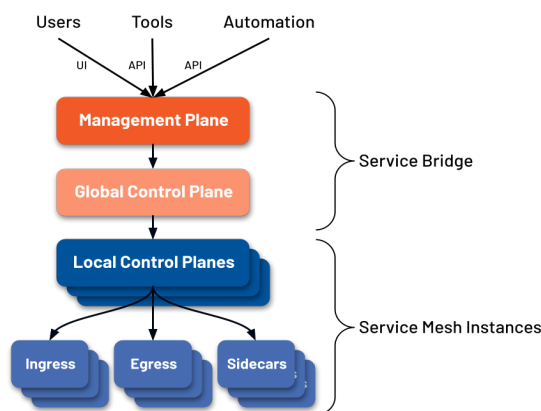 Users
Tools
Automation
UI
API
API
Management Plane
Service Bridge
Global Control Plane
Local Control Planes
Service Mesh Instances
Ingress
Egress
Sidecars